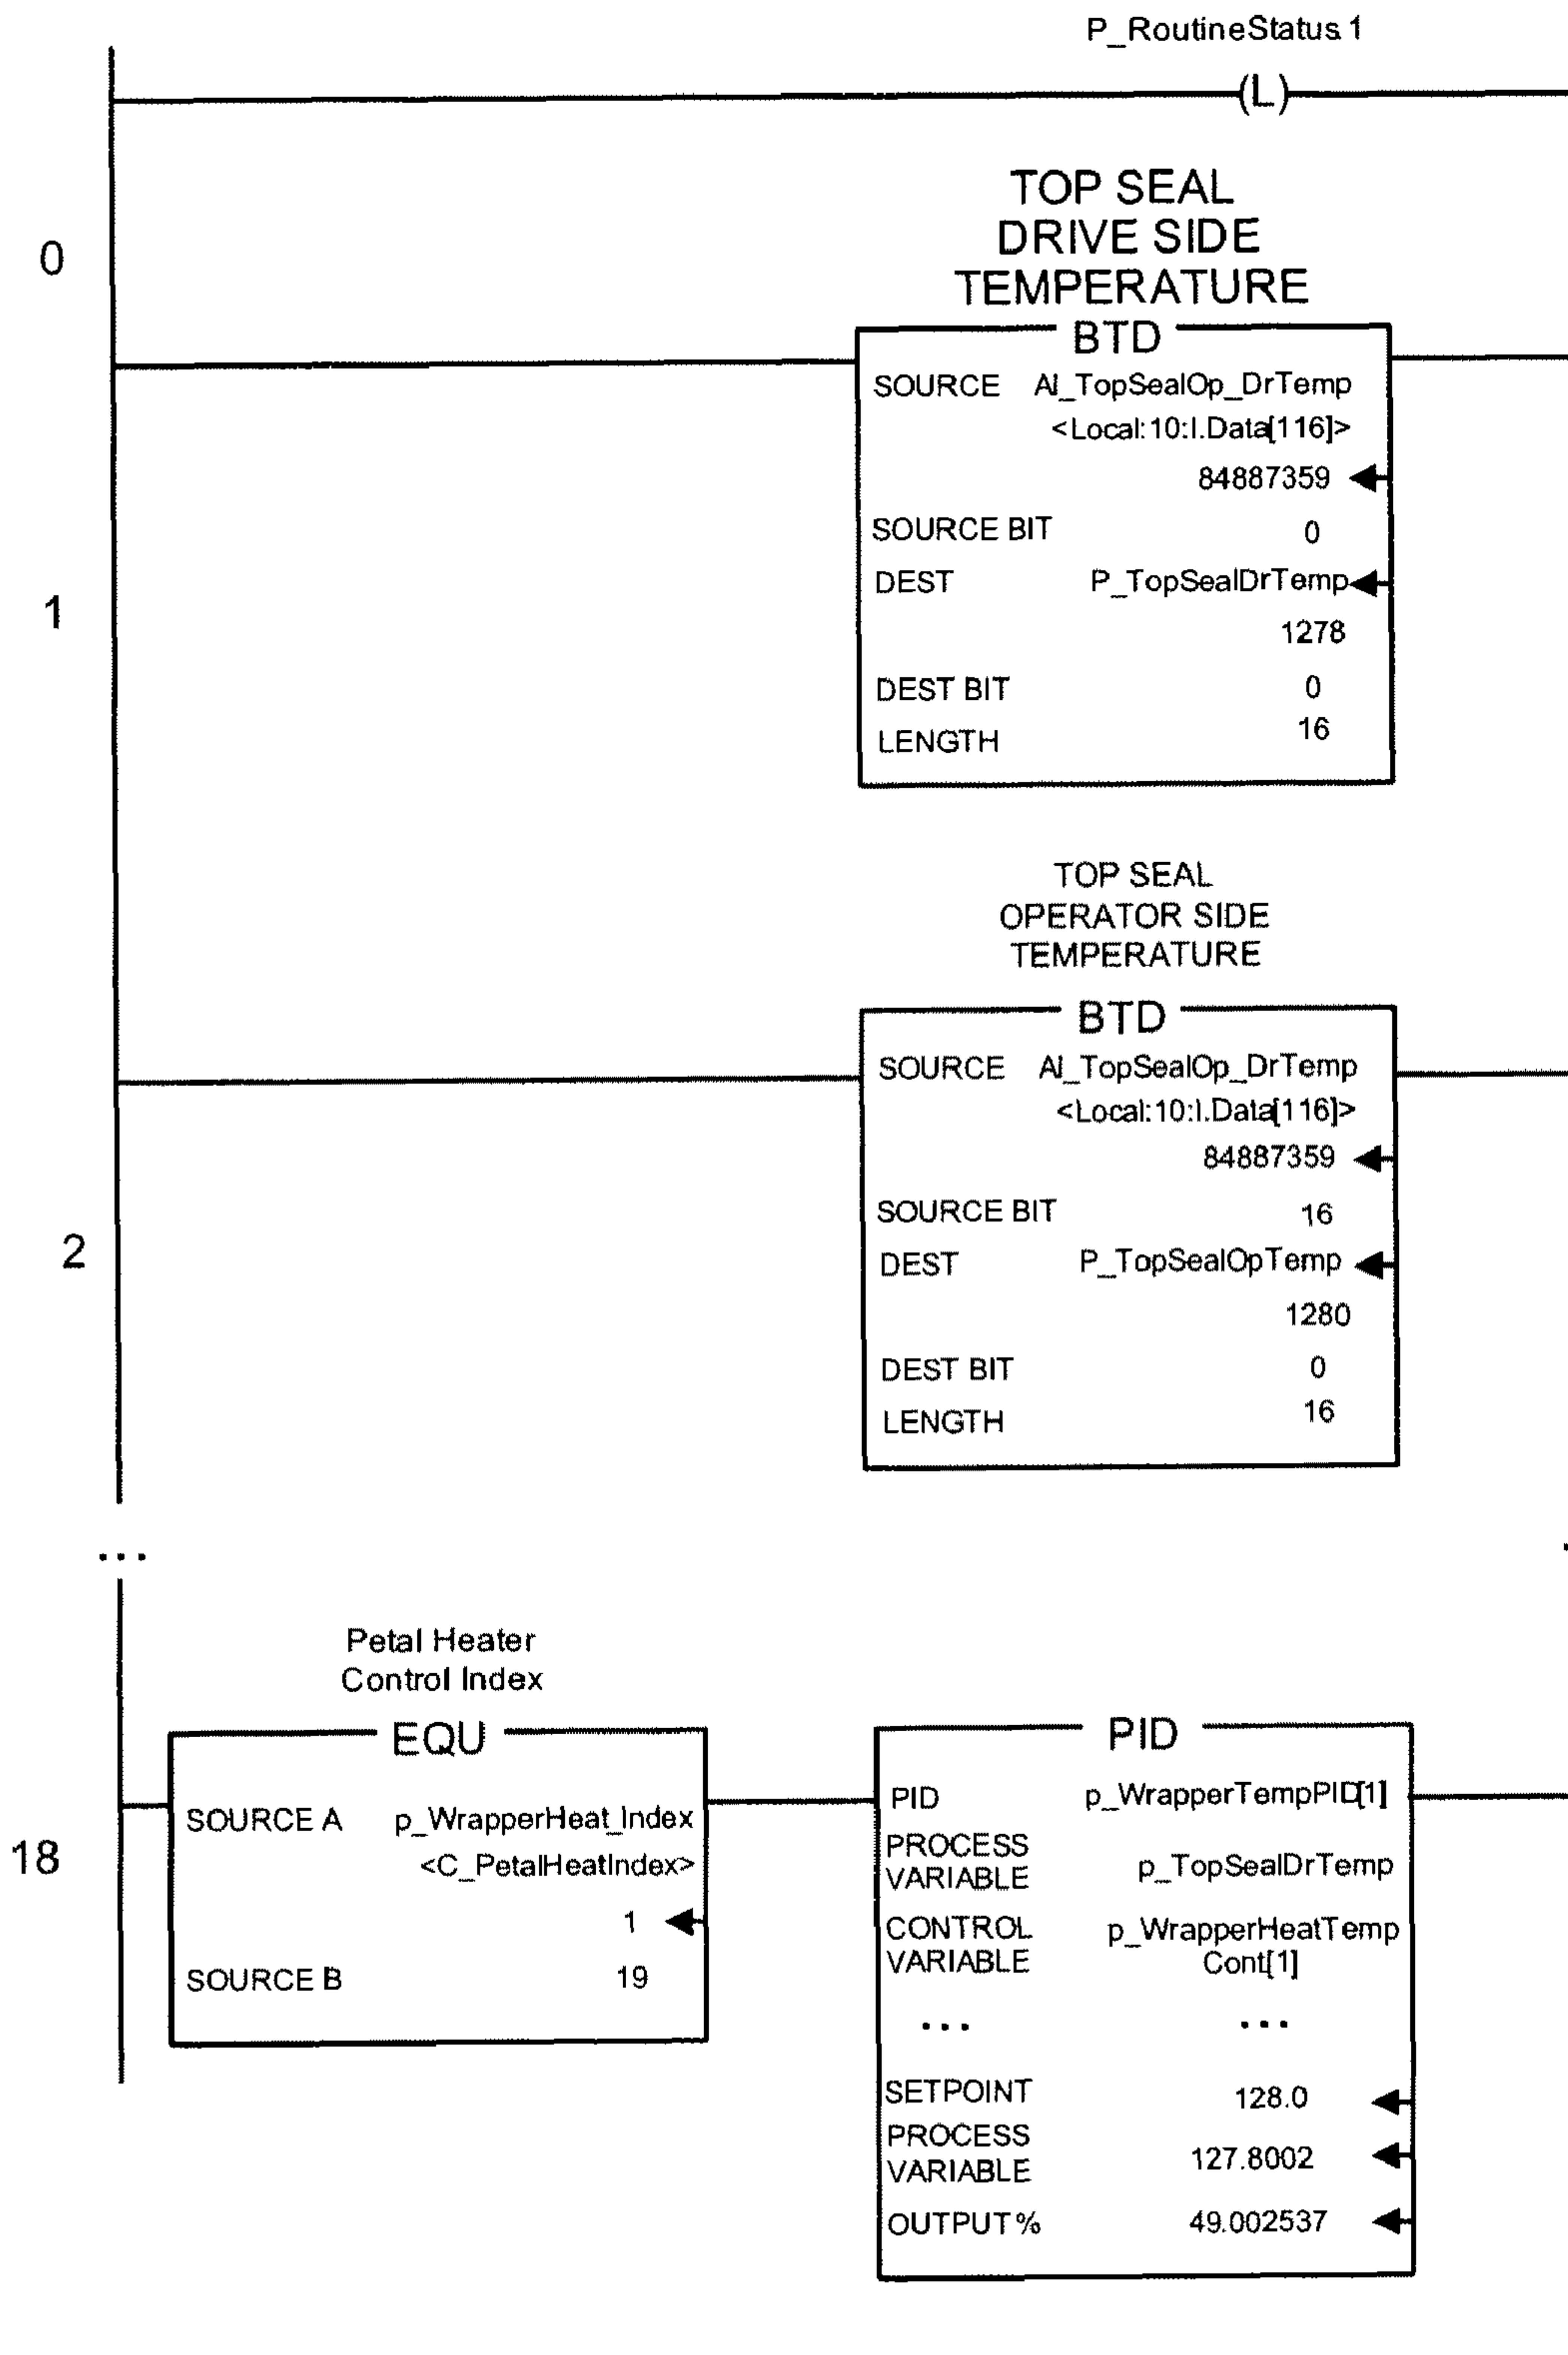 P_RoutineStatus.1
(L)
0
TOP SEAL
DRIVE SIDE
TEMPERATURE
BTD
SOURCE AI_TopSealOp_DrTemp
<Local:10:I.Data[116]>
84887359
SOURCE BIT 0
1
DEST P_TopSealDrTemp
1278
DEST BIT 0
LENGTH 16
TOP SEAL
OPERATOR SIDE
TEMPERATURE
BTD
SOURCE AI_TopSealOp_DrTemp
<Local:10:I.Data[116]>
84887359
SOURCE BIT 16
2
DEST P_TopSealOpTemp
1280
DEST BIT 0
LENGTH 16
...
Petal Heater
Control Index
EQU
SOURCE A p_WrapperHeat_Index
<C_PetalHeatIndex>
1
SOURCE B 19
18
PID
PID p_WrapperTempPID[1]
PROCESS
VARIABLE p_TopSealDrTemp
CONTROL p_WrapperHeatTemp
VARIABLE Cont[1]
... ...
SETPOINT 128.0
PROCESS
VARIABLE 127.8002
OUTPUT% 49.002537